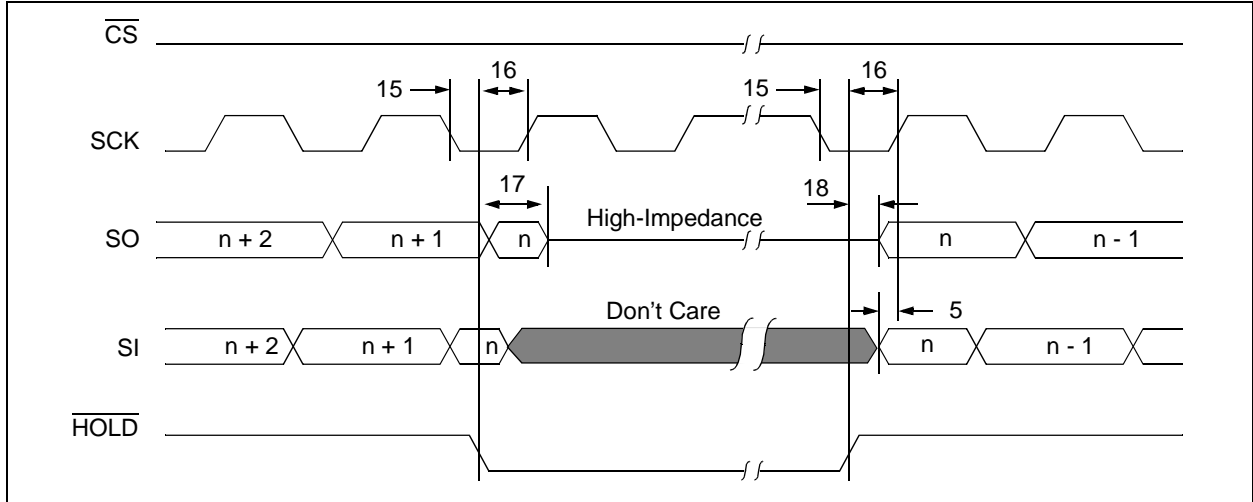 CS
16
16
15
15
SCK
17
18
High-Impedance
SO
n + 2
n + 1
n
n
n - 1
Don't Care
5
SI
n + 2
n + 1
n
n
n - 1
HOLD